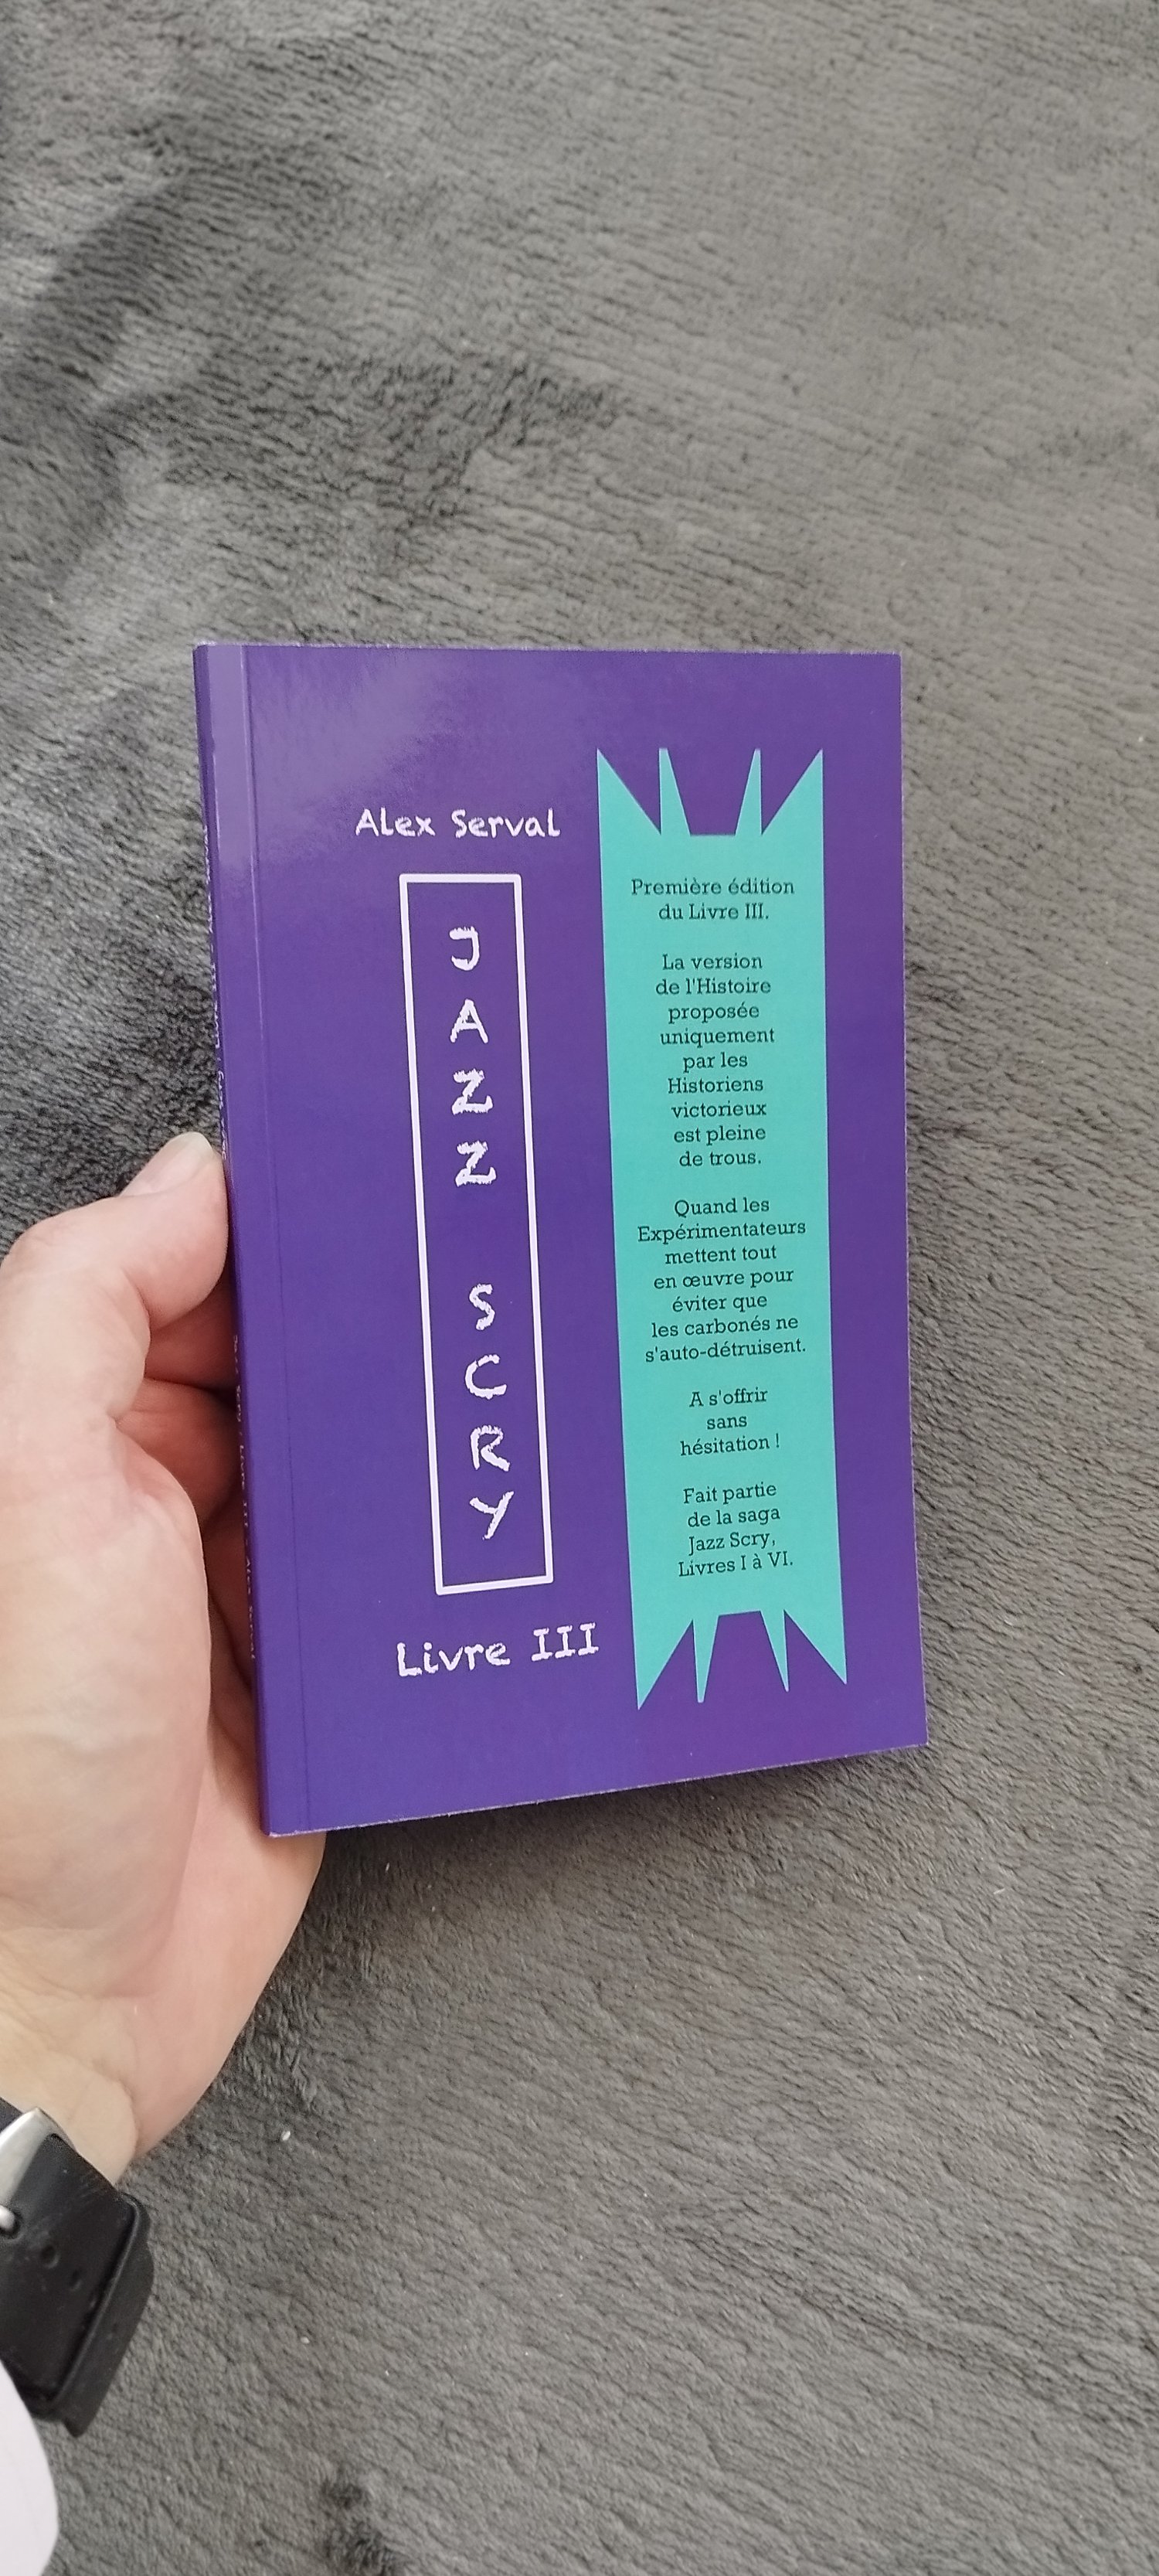 Alex Serval
JAZZ SCRY
Livre III
Première édition
du Livre III.
La version
de l'Histoire
proposée
uniquement
par les
Historiens
victorieux
est pleine
de trous.
Quand les
Expérimentateurs
mettent tout
en œuvre pour
éviter que
les carbonés ne
s'auto-détruisent.
A s'offrir
sans
hésitation !
Fait partie
de la saga
Jazz Scry,
Livres I à VI.